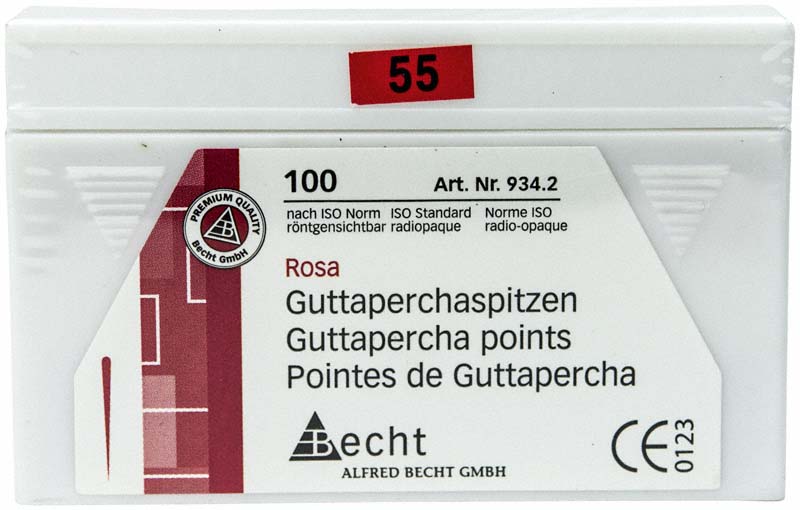 55
100 Art. Nr. 934.2
nach ISO Norm ISO Standard Norme ISO
röntgensichtbar radiopaque radio-opaque
PREMIUM QUALITY
B
Becht GmbH
Rosa
Guttaperchaspitzen
Guttapercha points
Pointes de Guttapercha
Becht
ALFRED BECHT GMBH
CE 0123